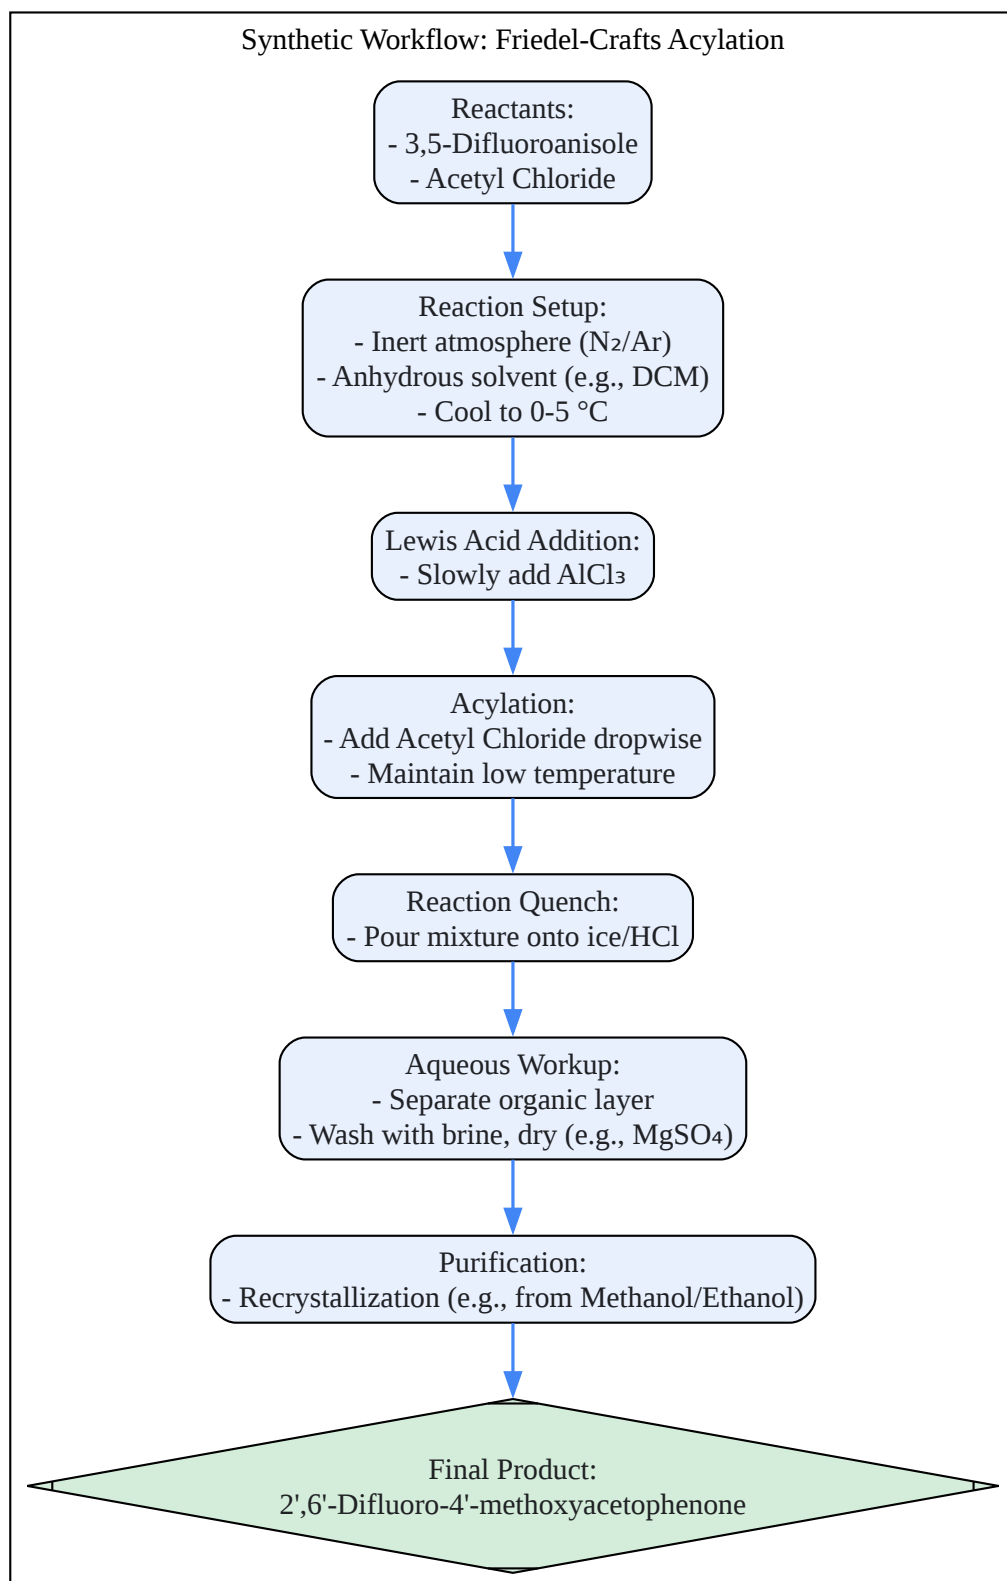 Synthetic Workflow: Friedel-Crafts Acylation
Reactants:
- 3,5-Difluoroanisole
- Acetyl Chloride
Reaction Setup:
- Inert atmosphere (N₂/Ar)
- Anhydrous solvent (e.g., DCM)
- Cool to 0-5 °C
Lewis Acid Addition:
- Slowly add AlCl₃
Acylation:
- Add Acetyl Chloride dropwise
- Maintain low temperature
Reaction Quench:
- Pour mixture onto ice/HCl
Aqueous Workup:
- Separate organic layer
- Wash with brine, dry (e.g., MgSO₄)
Purification:
- Recrystallization (e.g., from Methanol/Ethanol)
Final Product:
2',6'-Difluoro-4'-methoxyacetophenone